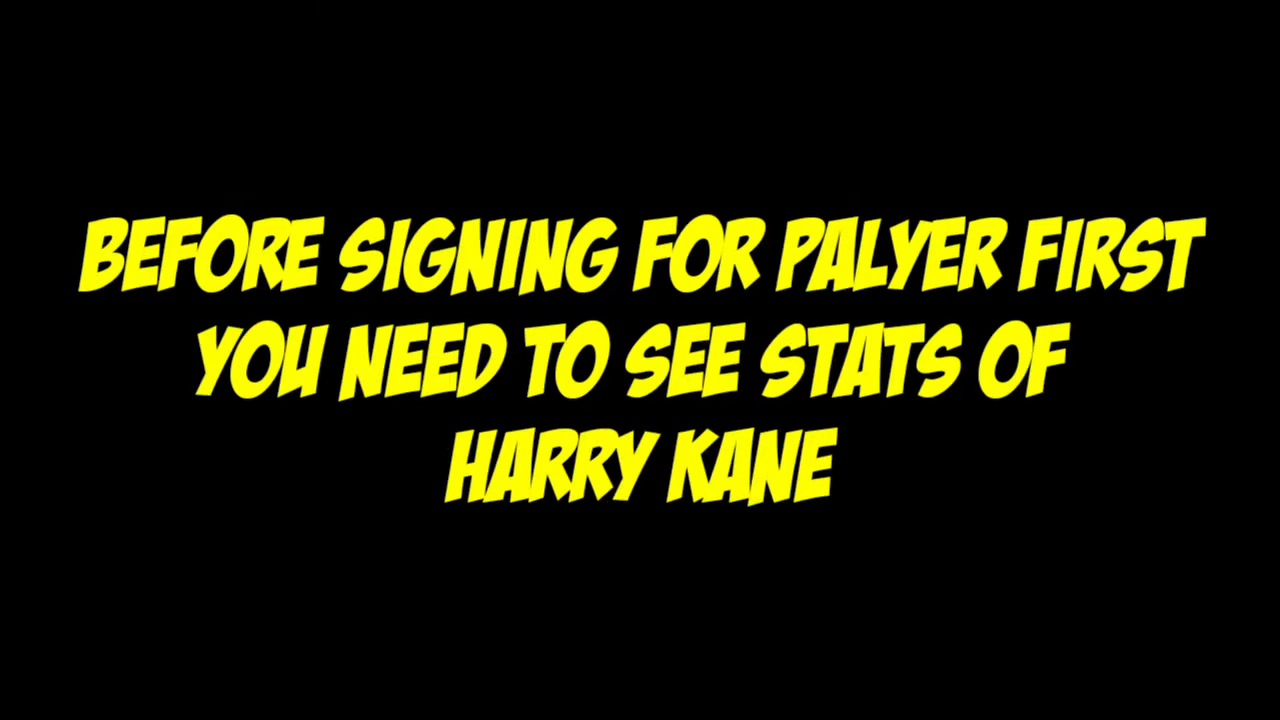 BEFORE SIGNING FOR PALYER FIRST
YOU NEED TO SEE STATS OF
HARRY KANE